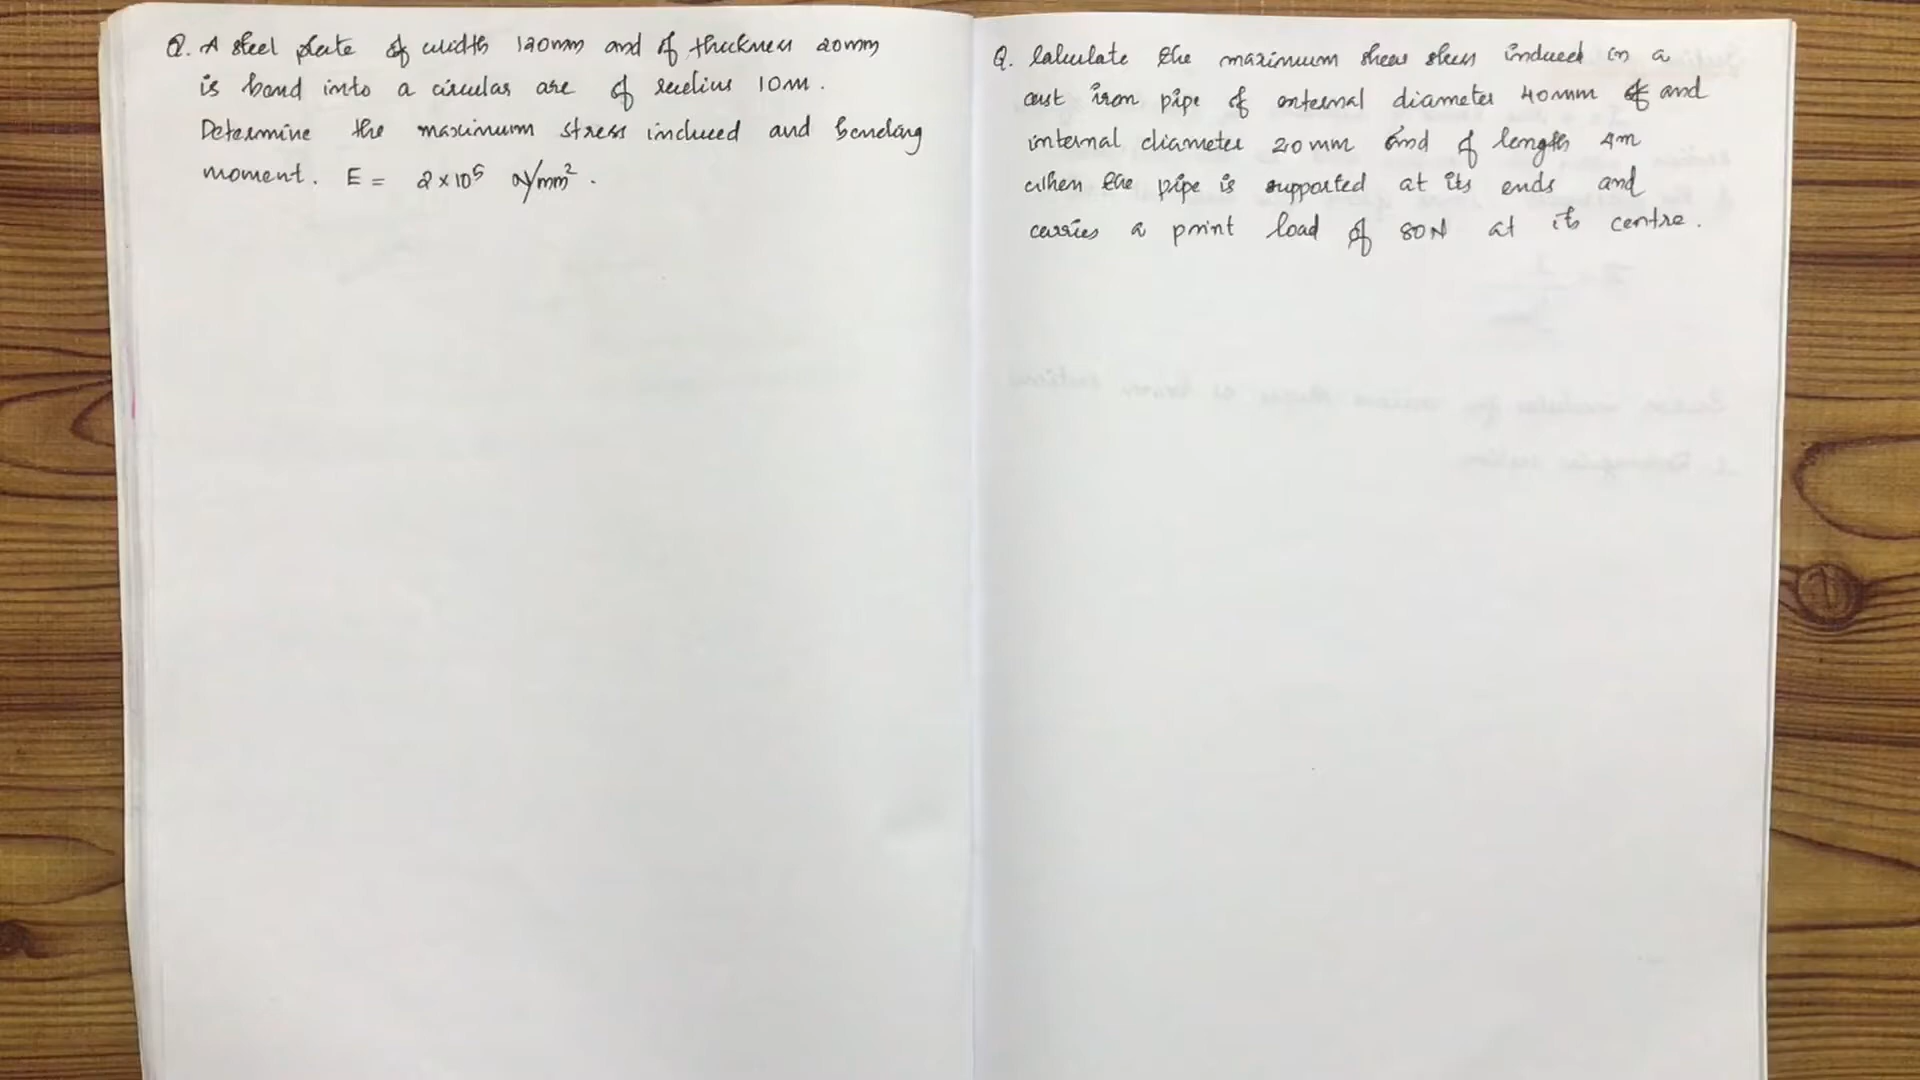 Q. A steel plate of width 120mm and of thickness 20mm
is bend into a circular arc of radius 10m.
Determine the maximum stress induced and bending
moment. E = 2×10⁵ N/mm².
Q. Calculate the maximum shear stress induced in a
cast iron pipe of external diameter 40mm of and
internal diameter 20mm and of length 4m
when the pipe is supported at its ends and
carries a point load of 80N at its centre.